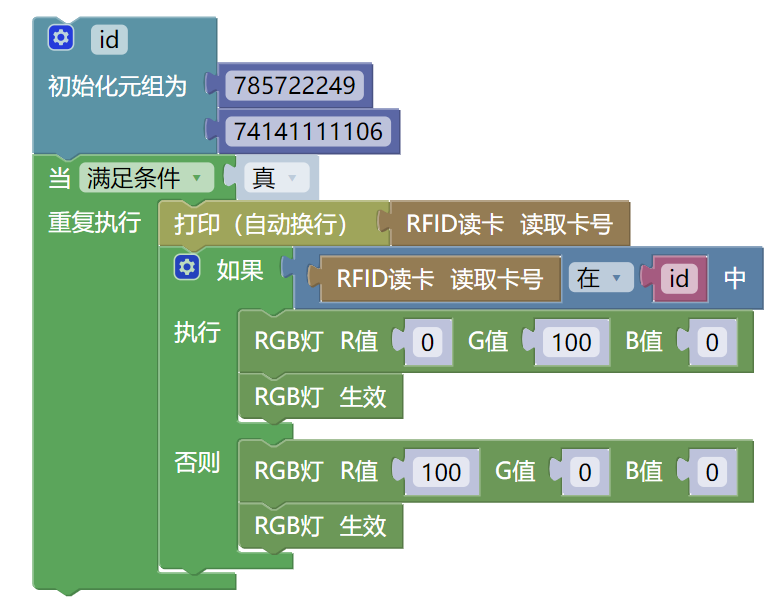 id
初始化元组为 785722249
74141111106
当 满足条件 真
重复执行 打印（自动换行） RFID读卡 读取卡号
如果 RFID读卡 读取卡号 在 id 中
执行 RGB灯 R值 0 G值 100 B值 0
RGB灯 生效
否则 RGB灯 R值 100 G值 0 B值 0
RGB灯 生效